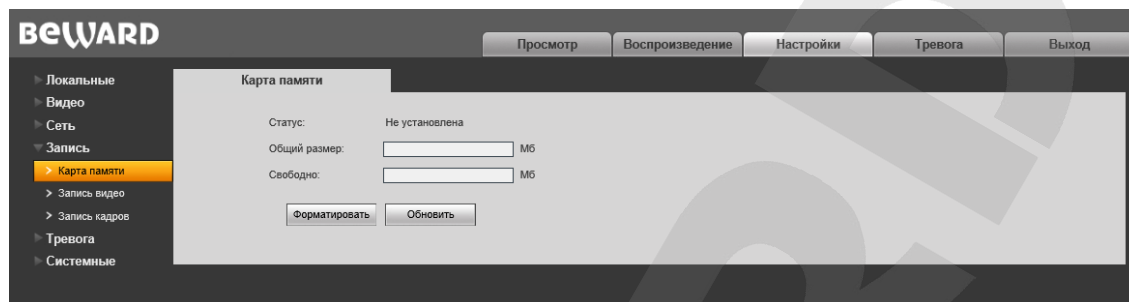 BEWARD
Просмотр Воспроизведение Настройки Тревога Выход
Локальные
Видео
Сеть
Запись
Карта памяти
Запись видео
Запись кадров
Тревога
Системные
Карта памяти
Статус: Не установлена
Общий размер: Мб
Свободно: Мб
Форматировать Обновить